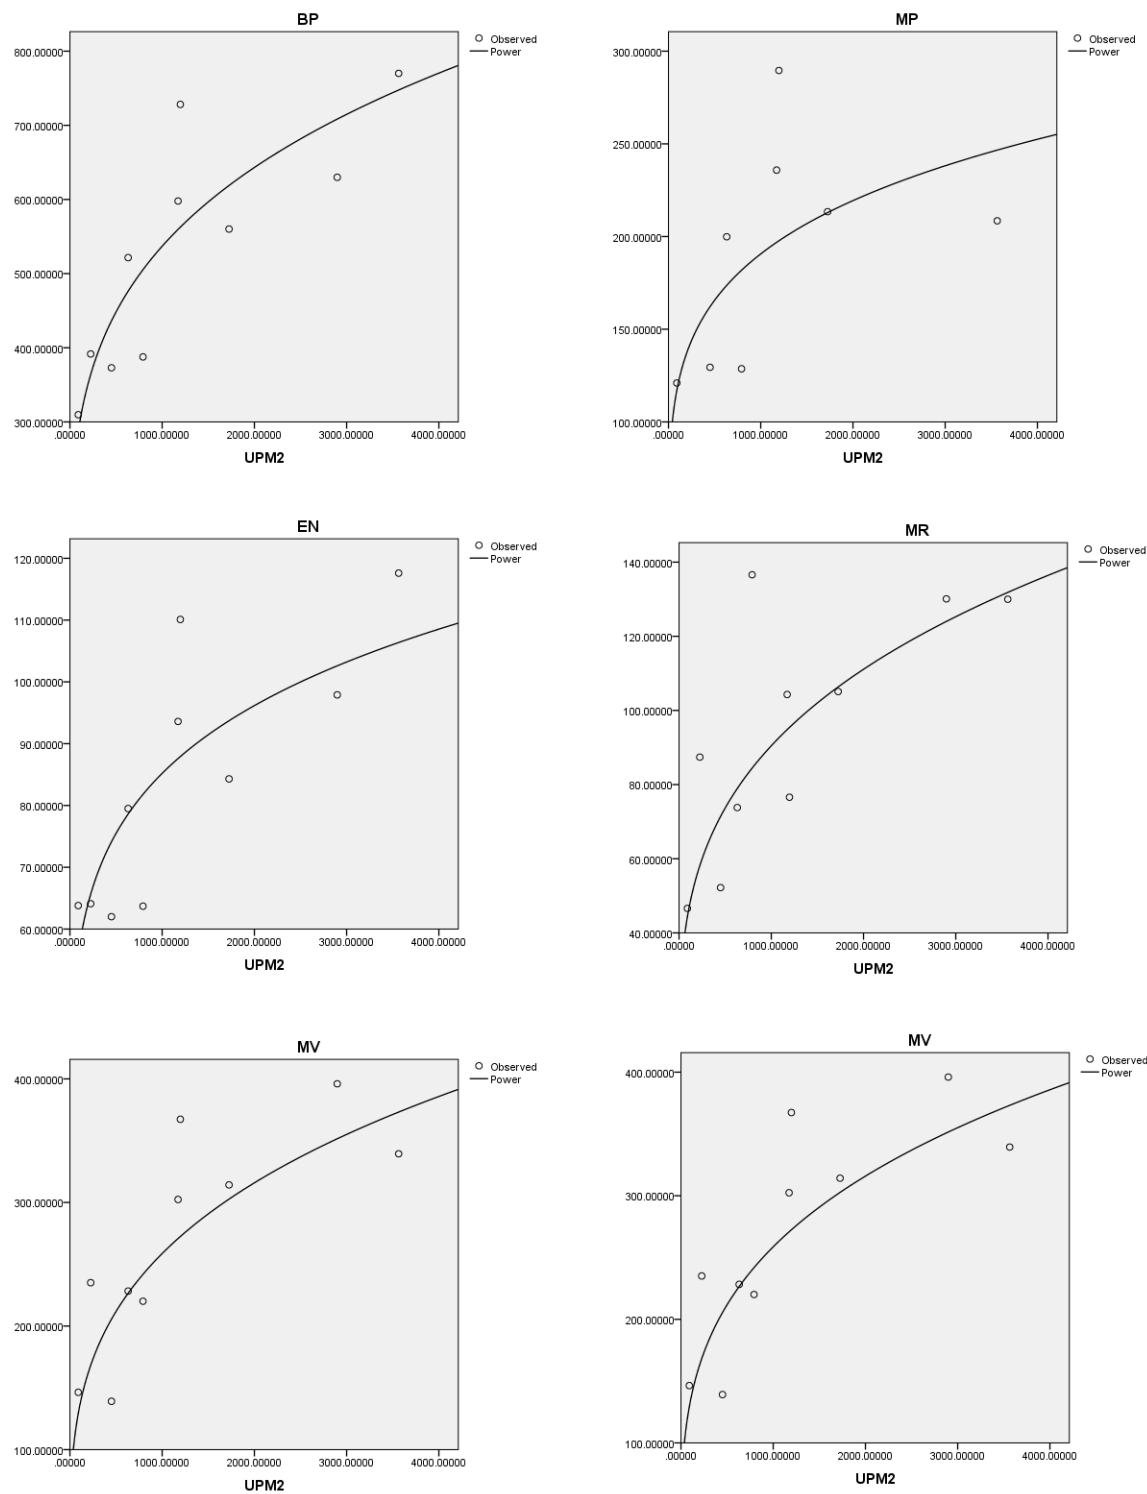 BP
Observed
Power
800.00000
700.00000
600.00000
500.00000
400.00000
300.00000
.00000 1000.00000 2000.00000 3000.00000 4000.00000
UPM2
MP
Observed
Power
300.00000
250.00000
200.00000
150.00000
100.00000
.00000 1000.00000 2000.00000 3000.00000 4000.00000
UPM2
EN
Observed
Power
120.00000
110.00000
100.00000
90.00000
80.00000
70.00000
60.00000
.00000 1000.00000 2000.00000 3000.00000 4000.00000
UPM2
MR
Observed
Power
140.00000
120.00000
100.00000
80.00000
60.00000
40.00000
.00000 1000.00000 2000.00000 3000.00000 4000.00000
UPM2
MV
Observed
Power
400.00000
300.00000
200.00000
100.00000
.00000 1000.00000 2000.00000 3000.00000 4000.00000
UPM2
MV
Observed
Power
400.00000
300.00000
200.00000
100.00000
.00000 1000.00000 2000.00000 3000.00000 4000.00000
UPM2